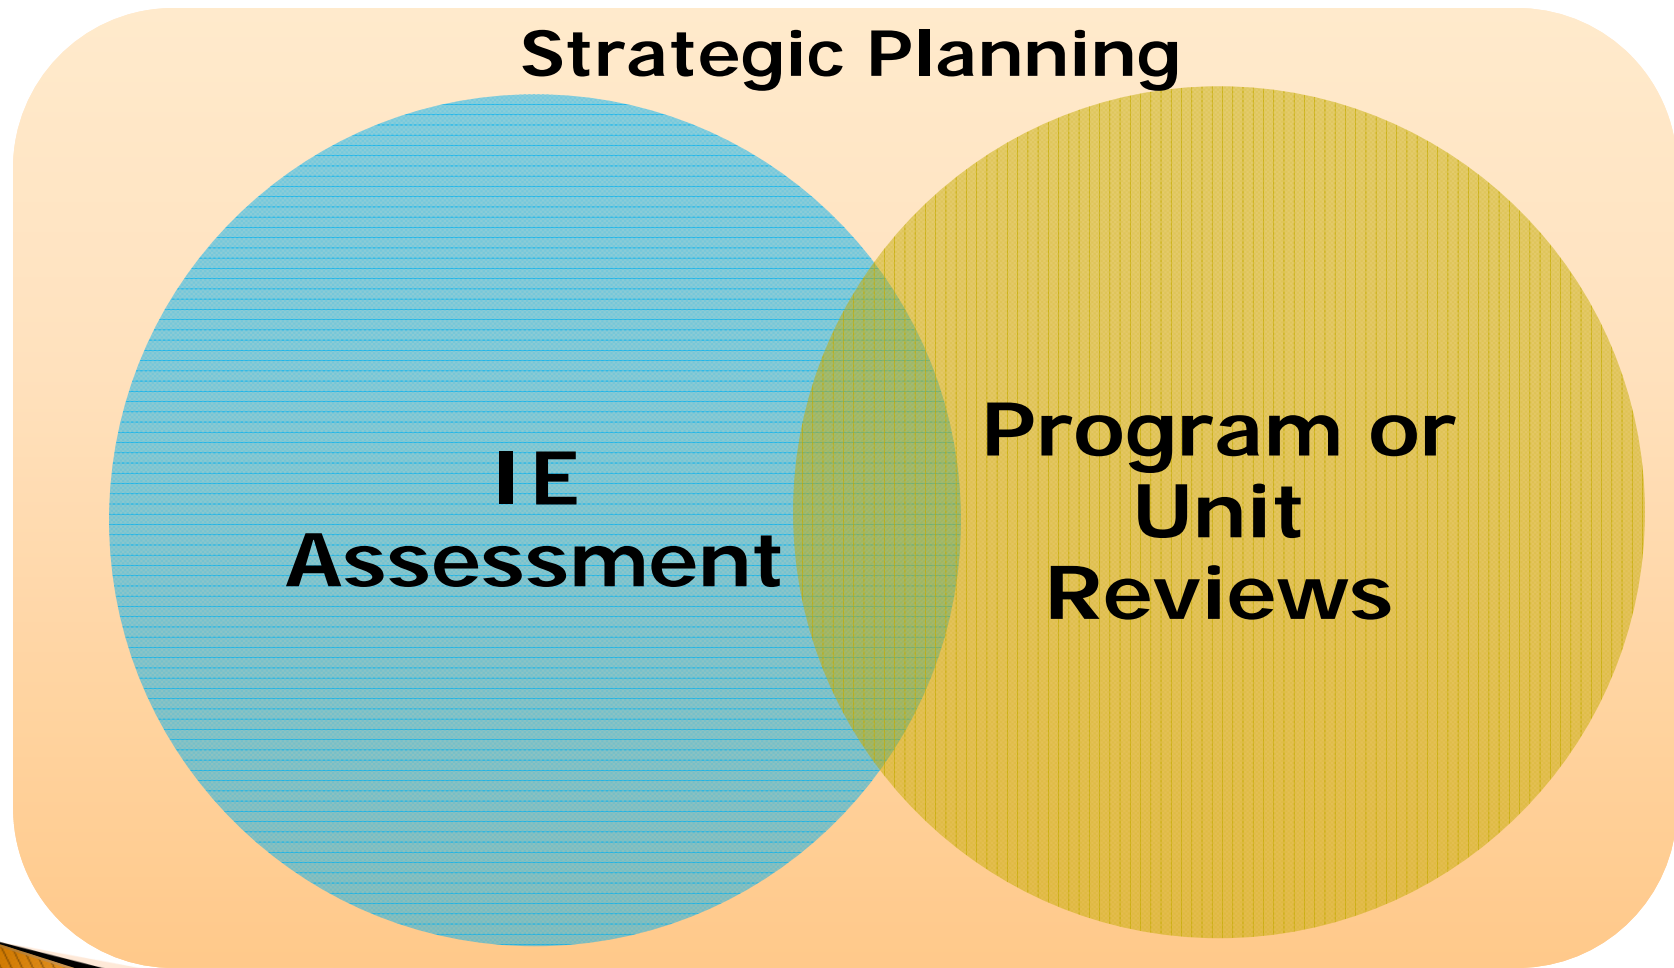 Strategic Planning
IE
Assessment
Program or
Unit
Reviews